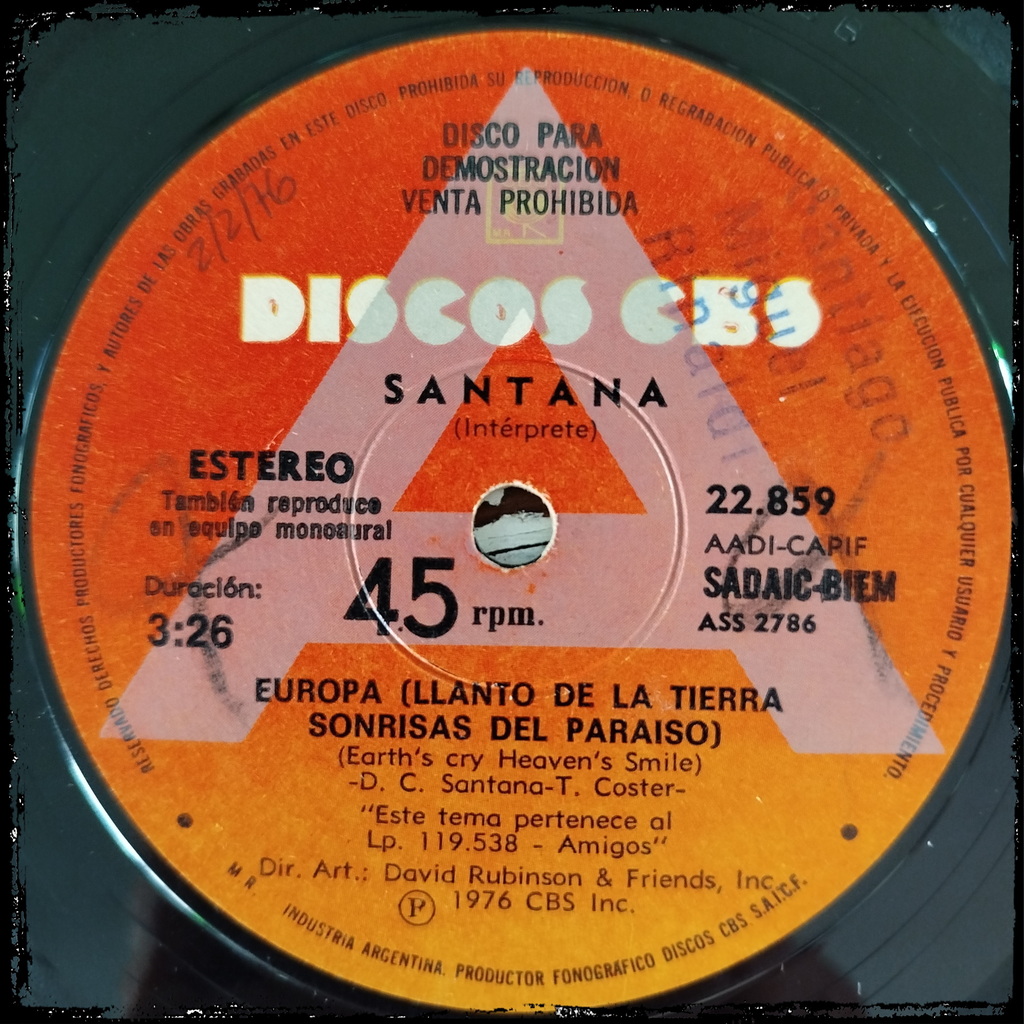 RESERVADO DERECHOS PRODUCTORES FONOGRAFICOS, Y AUTORES DE LAS OBRAS GRABADAS EN ESTE DISCO. PROHIBIDA SU REPRODUCCION, O REGRABACION PUBLICA O PRIVADA Y LA EJECUCION PUBLICA POR CUALQUIER USUARIO Y PROCEDIMIENTO.
DISCO PARA
DEMOSTRACION
VENTA PROHIBIDA
2/2/76
Santiago
Miguel
Rinaldi
DISCOS CBS
SANTANA
(Intérprete)
ESTEREO
También reproduce
en equipo monoaural
Duración:
3:26
45 rpm.
22.859
AADI-CAPIF
SADAIC-BIEM
ASS 2786
A
EUROPA (LLANTO DE LA TIERRA
SONRISAS DEL PARAISO)
(Earth's cry Heaven's Smile)
-D. C. Santana-T. Coster-
"Este tema pertenece al
Lp. 119.538 - Amigos"
Dir. Art.: David Rubinson & Friends, Inc.
Ⓟ 1976 CBS Inc.
M.R. INDUSTRIA ARGENTINA. PRODUCTOR FONOGRAFICO DISCOS CBS S.A.I.C.F.